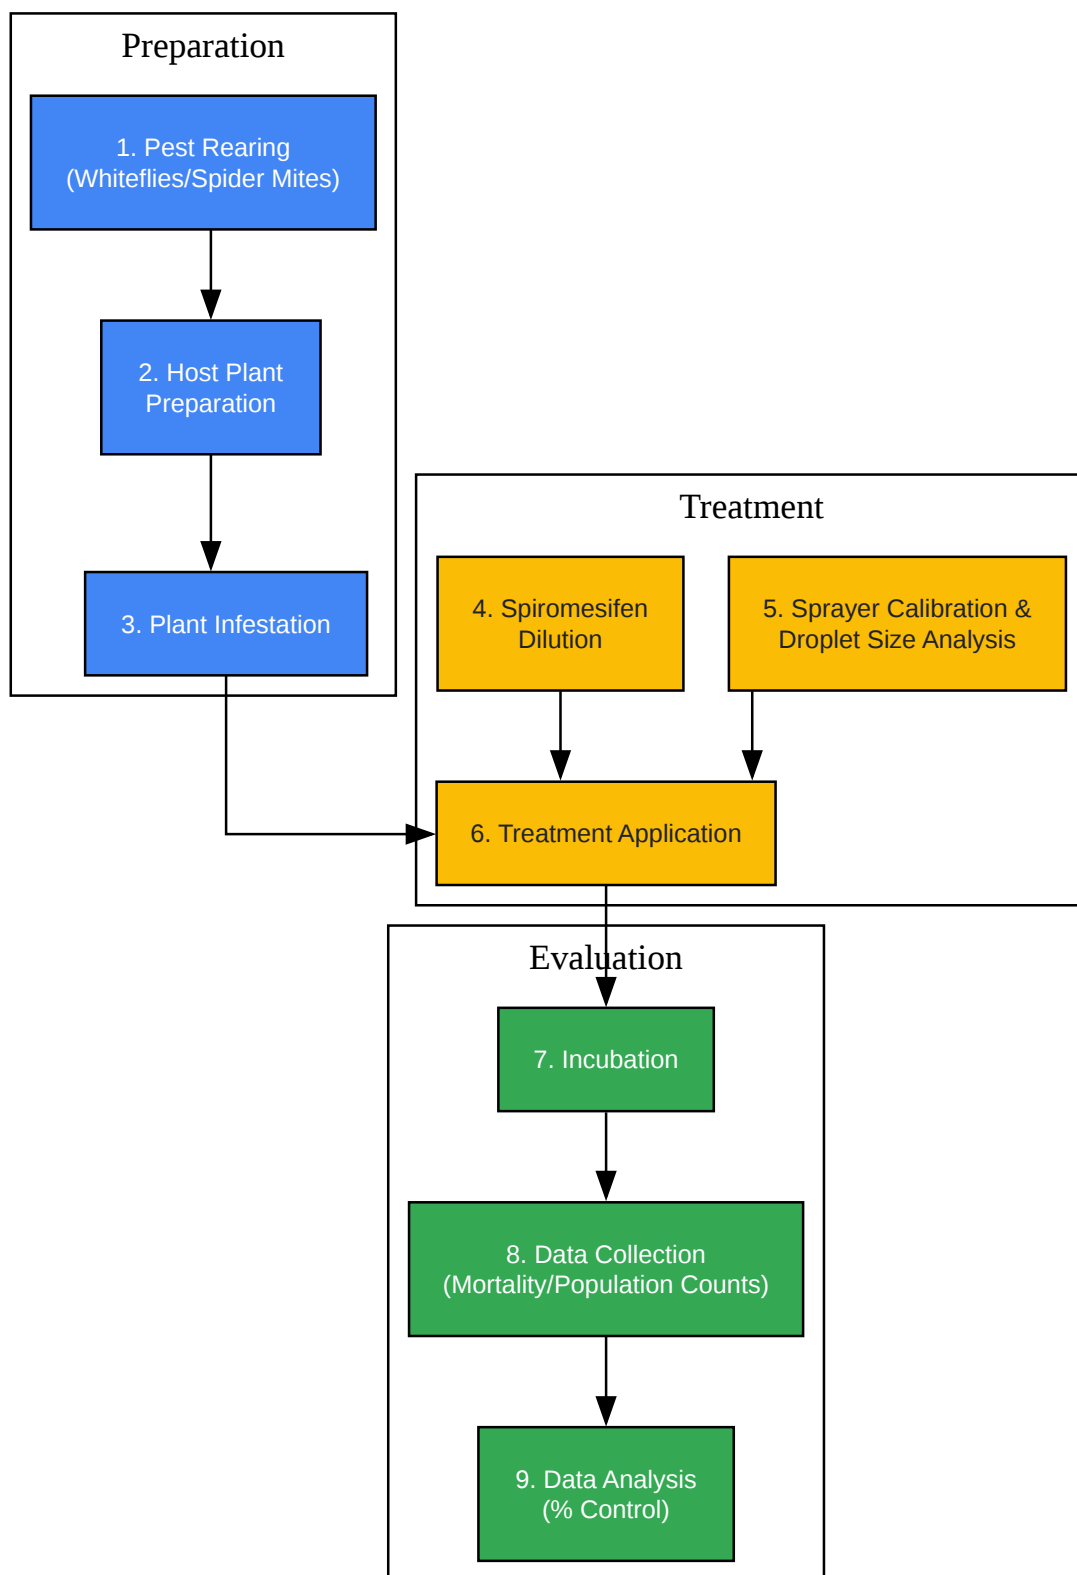 Preparation
1. Pest Rearing
(Whiteflies/Spider Mites)
2. Host Plant
Preparation
3. Plant Infestation
Treatment
4. Spiromesifen
Dilution
5. Sprayer Calibration &
Droplet Size Analysis
6. Treatment Application
Evaluation
7. Incubation
8. Data Collection
(Mortality/Population Counts)
9. Data Analysis
(% Control)